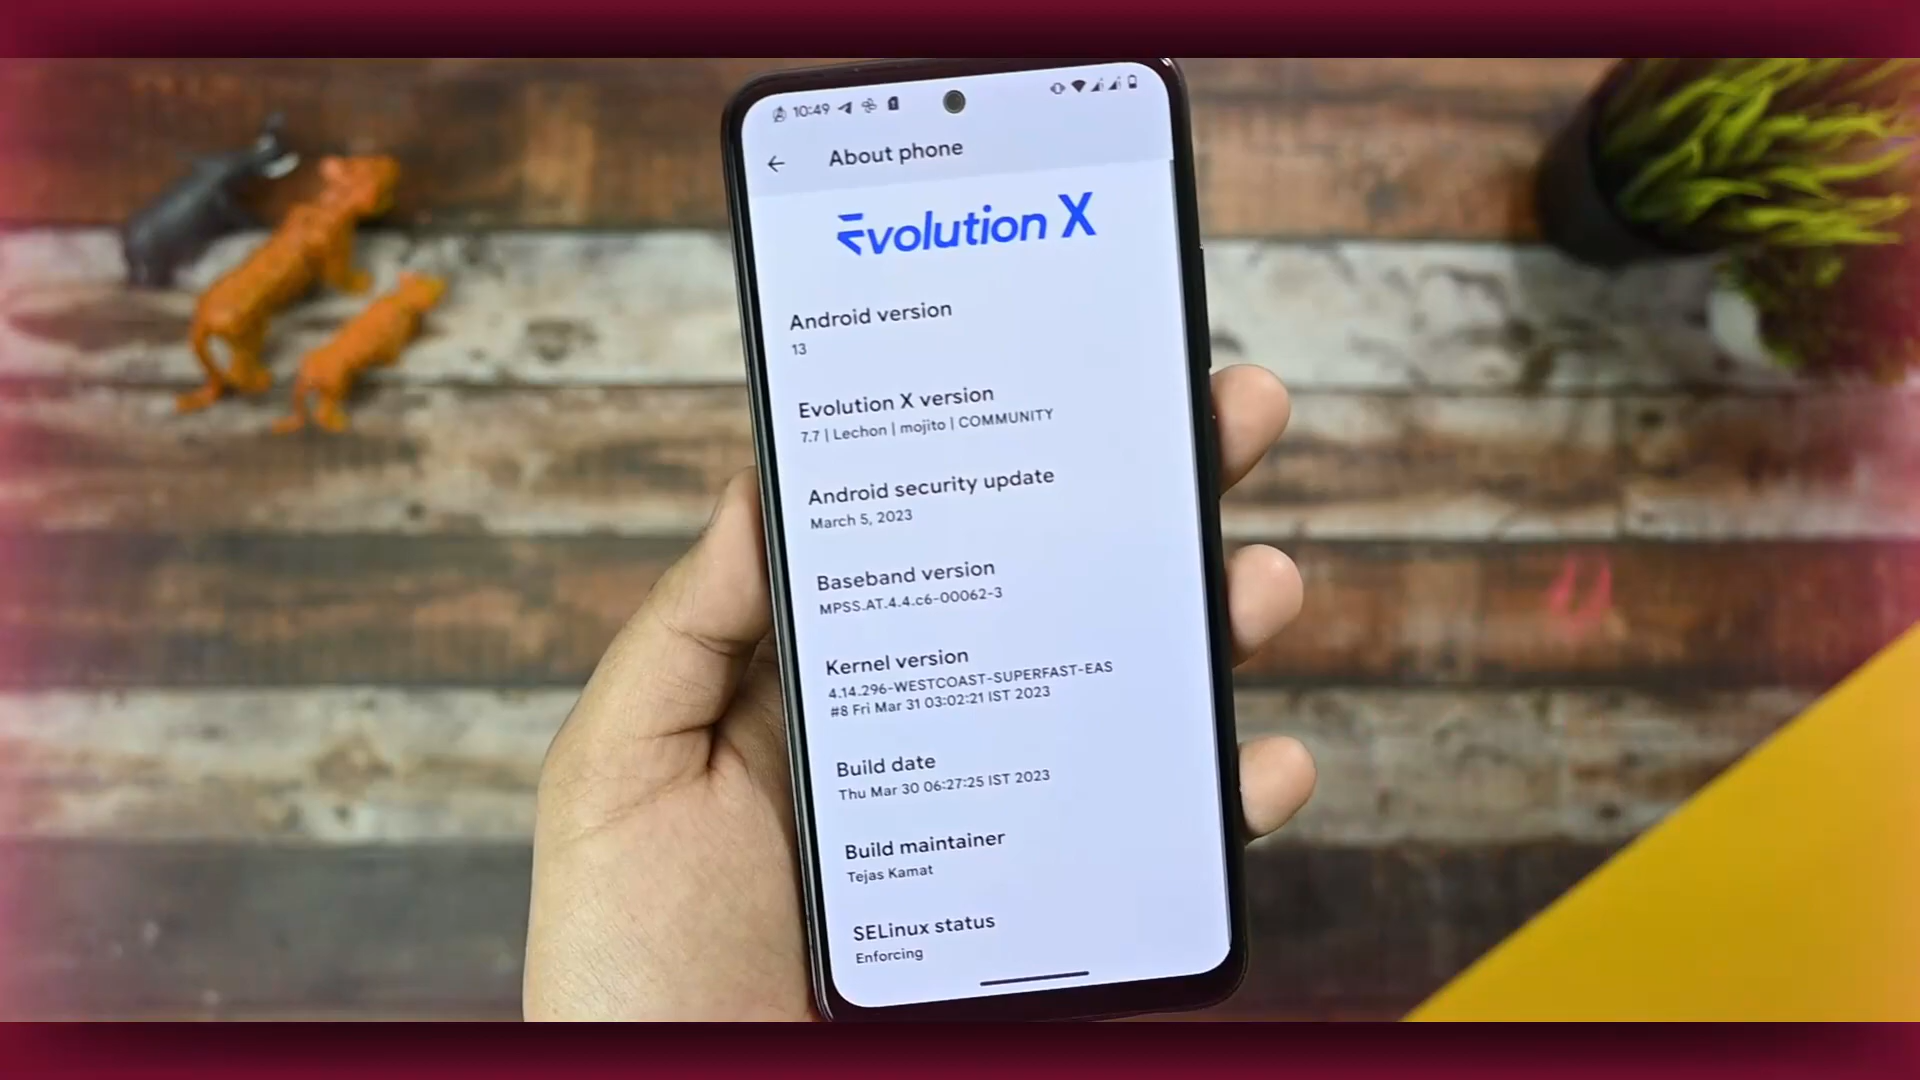 10:49
About phone
Evolution X
Android version
13
Evolution X version
7.7 | Lechon | mojito | COMMUNITY
Android security update
March 5, 2023
Baseband version
MPSS.AT.4.4.c6-00062-3
Kernel version
4.14.296-WESTCOAST-SUPERFAST-EAS
#8 Fri Mar 31 03:02:21 IST 2023
Build date
Thu Mar 30 06:27:25 IST 2023
Build maintainer
Tejas Kamat
SELinux status
Enforcing